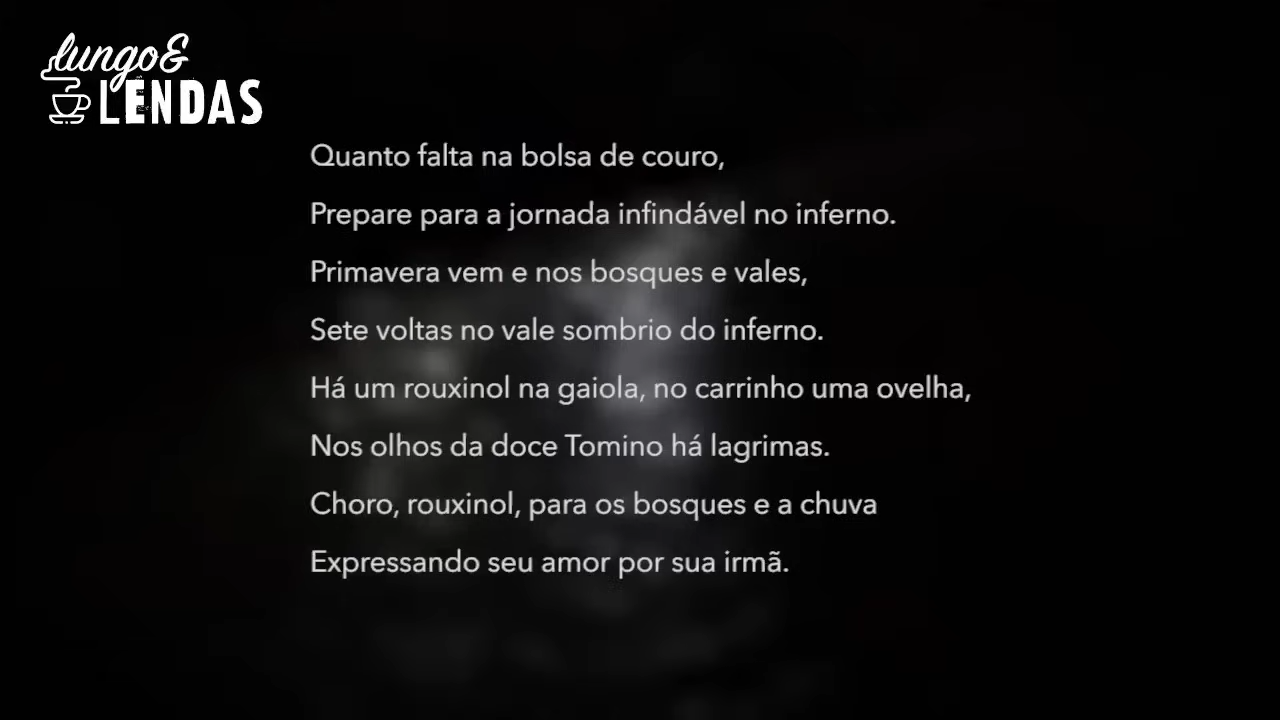 lungo&
LENDAS
Quanto falta na bolsa de couro,
Prepare para a jornada infindável no inferno.
Primavera vem e nos bosques e vales,
Sete voltas no vale sombrio do inferno.
Há um rouxinol na gaiola, no carrinho uma ovelha,
Nos olhos da doce Tomino há lagrimas.
Choro, rouxinol, para os bosques e a chuva
Expressando seu amor por sua irmã.